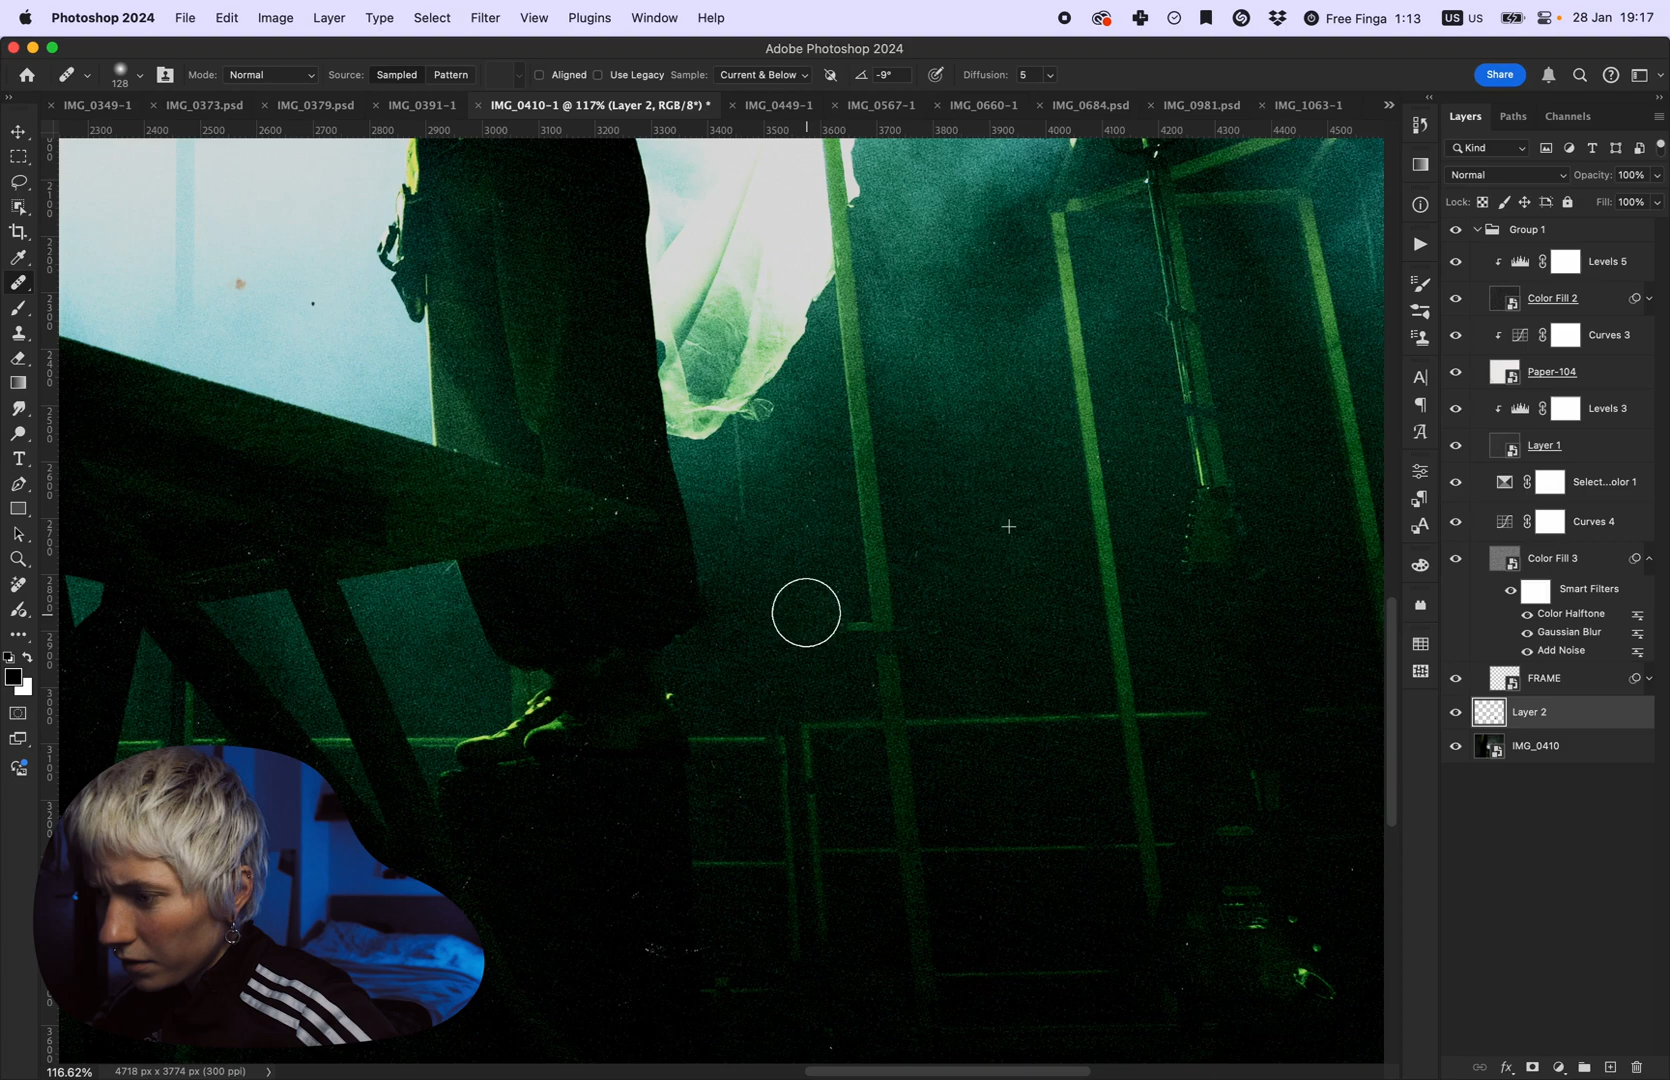 Photoshop 2024 File Edit Image Layer Type Select Filter View Plugins Window Help Free Finga 1:13 US US 28 Jan 19:17
Adobe Photoshop 2024
128 Mode: Normal Source: Sampled Pattern Aligned Use Legacy Sample: Current & Below -9° Diffusion: 5 Share
IMG_0349-1 IMG_0373.psd IMG_0379.psd IMG_0391-1 IMG_0410-1 @ 117% (Layer 2, RGB/8*) * IMG_0449-1 IMG_0567-1 IMG_0660-1 IMG_0684.psd IMG_0981.psd IMG_1063-1
2300 2400 2500 2600 2700 2800 2900 3000 3100 3200 3300 3400 3500 3600 3700 3800 3900 4000 4100 4200 4300 4400 4500
Layers Paths Channels
Kind
Normal Opacity: 100%
Lock: Fill: 100%
Group 1
Levels 5
Color Fill 2
Curves 3
Paper-104
Levels 3
Layer 1
Select...olor 1
Curves 4
Color Fill 3
Smart Filters
Color Halftone
Gaussian Blur
Add Noise
FRAME
Layer 2
IMG_0410
116.62% 4718 px x 3774 px (300 ppi)